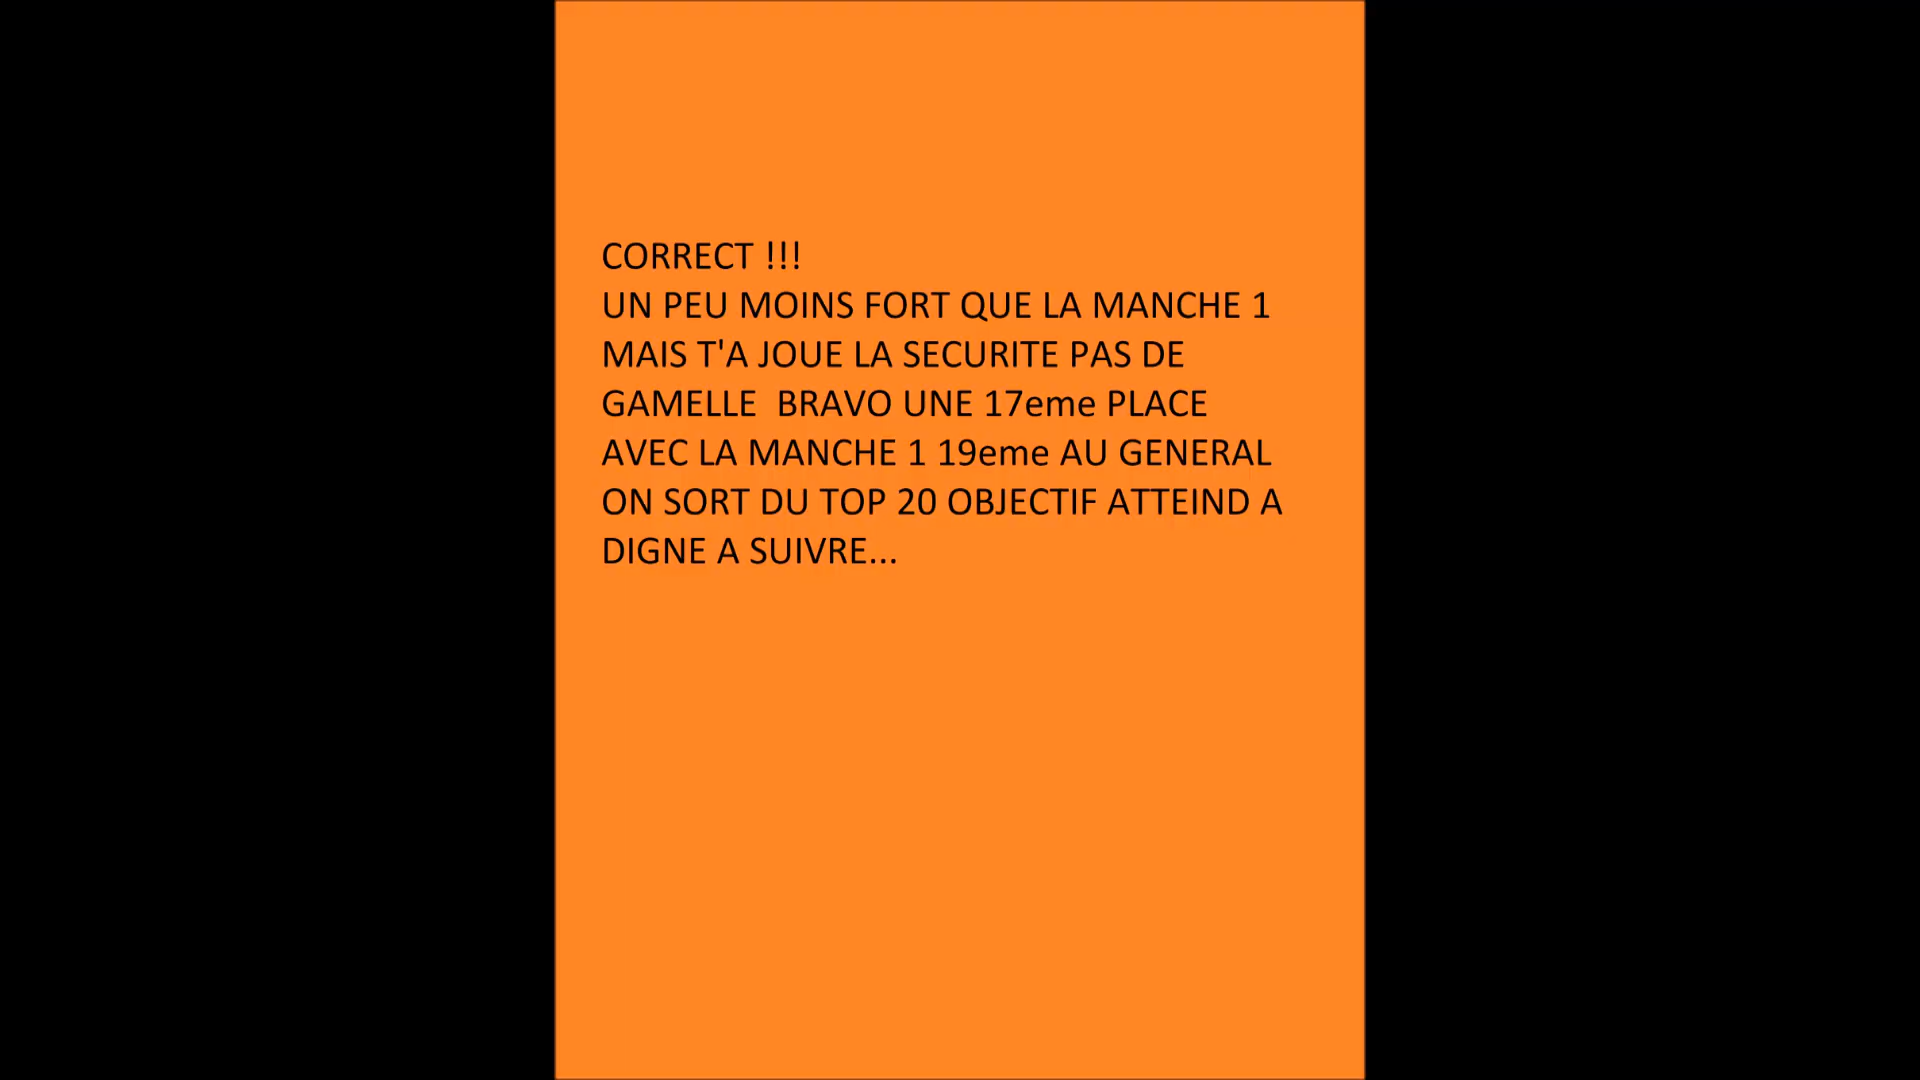 CORRECT !!!
UN PEU MOINS FORT QUE LA MANCHE 1
MAIS T'A JOUE LA SECURITE PAS DE
GAMELLE  BRAVO UNE 17eme PLACE
AVEC LA MANCHE 1 19eme AU GENERAL
ON SORT DU TOP 20 OBJECTIF ATTEIND A
DIGNE A SUIVRE...